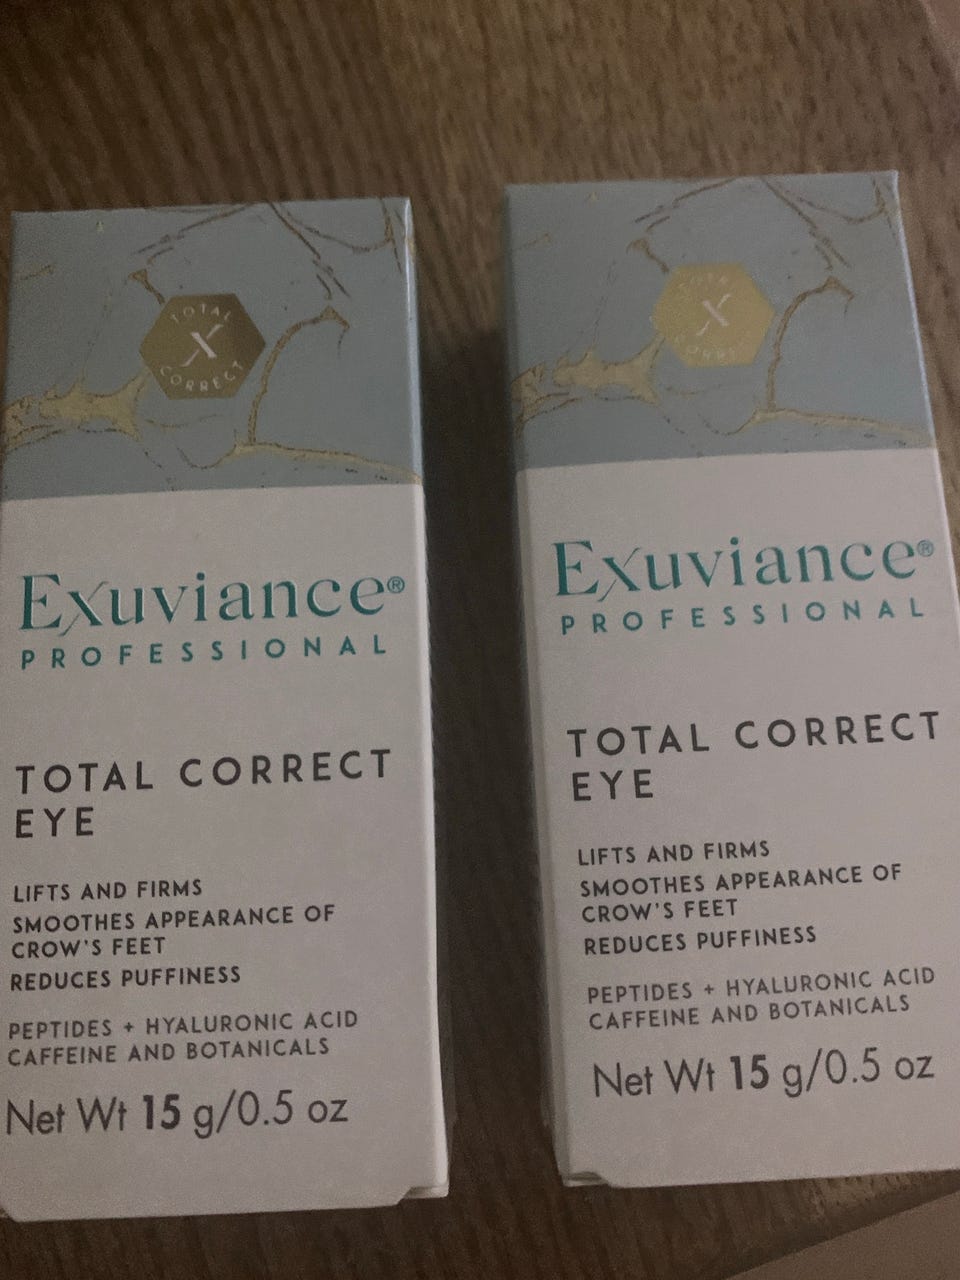 TOTAL
X
CORRECT
Exuviance®
PROFESSIONAL
TOTAL CORRECT
EYE
LIFTS AND FIRMS
SMOOTHES APPEARANCE OF
CROW'S FEET
REDUCES PUFFINESS
PEPTIDES + HYALURONIC ACID
CAFFEINE AND BOTANICALS
Net Wt 15 g/0.5 oz
X
Exuviance®
PROFESSIONAL
TOTAL CORRECT
EYE
LIFTS AND FIRMS
SMOOTHES APPEARANCE OF
CROW'S FEET
REDUCES PUFFINESS
PEPTIDES + HYALURONIC ACID
CAFFEINE AND BOTANICALS
Net Wt 15 g/0.5 oz